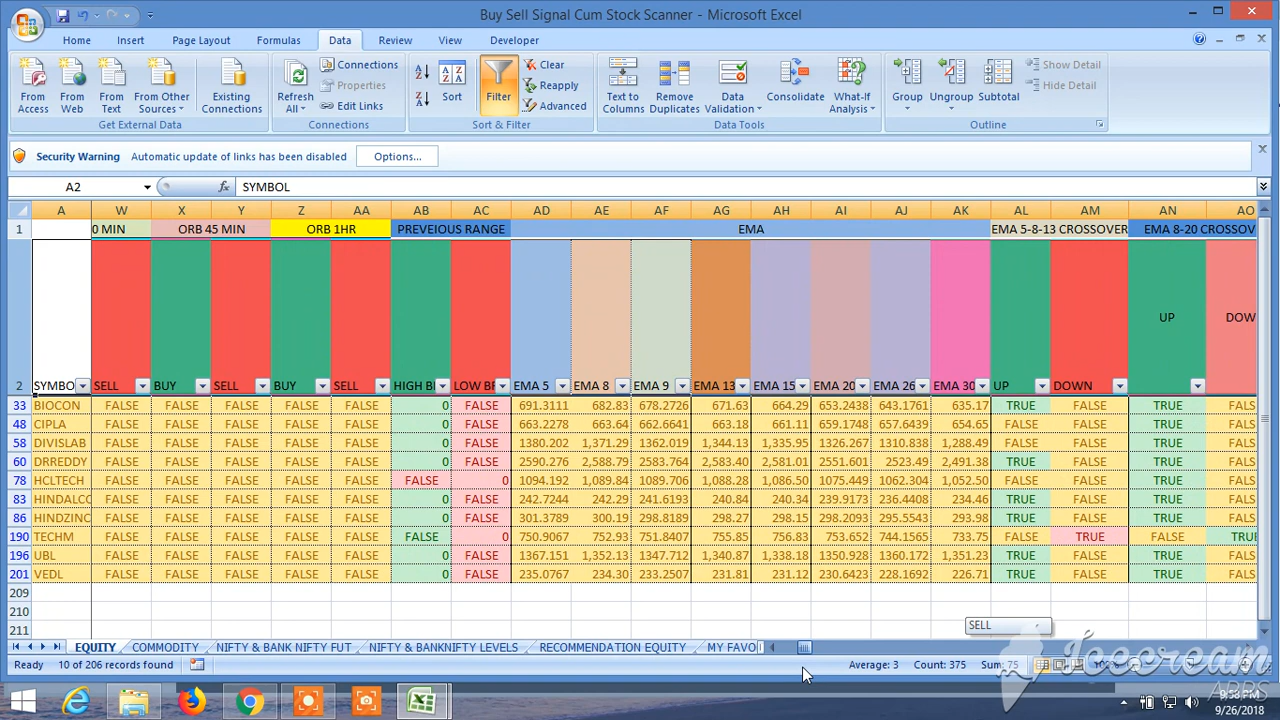 Buy Sell Signal Cum Stock Scanner - Microsoft Excel
Home Insert Page Layout Formulas Data Review View Developer
From Access From Web From Text From Other Sources Existing Connections Refresh All Connections Properties Edit Links Sort Filter Clear Reapply Advanced Text to Columns Remove Duplicates Data Validation Consolidate What-If Analysis Group Ungroup Subtotal Show Detail Hide Detail
Get External Data Connections Sort & Filter Data Tools Outline
Security Warning Automatic update of links has been disabled Options...
A2 fx SYMBOL
A W X Y Z AA AB AC AD AE AF AG AH AI AJ AK AL AM AN AO
1 0 MIN ORB 45 MIN ORB 1HR PREVEIOUS RANGE EMA EMA 5-8-13 CROSSOVER EMA 8-20 CROSSOV
UP DOW
2 SYMBO SELL BUY SELL BUY SELL HIGH B LOW BR EMA 5 EMA 8 EMA 9 EMA 13 EMA 15 EMA 20 EMA 26 EMA 30 UP DOWN
33 BIOCON FALSE FALSE FALSE FALSE FALSE 0 FALSE 691.3111 682.83 678.2726 671.63 664.29 653.2438 643.1761 635.17 TRUE FALSE TRUE FALS
48 CIPLA FALSE FALSE FALSE FALSE FALSE 0 FALSE 663.2278 663.64 662.6641 663.18 661.11 659.1748 657.6439 654.65 FALSE FALSE TRUE FALS
58 DIVISLAB FALSE FALSE FALSE FALSE FALSE 0 FALSE 1380.202 1,371.29 1362.019 1,344.13 1,335.95 1326.267 1310.838 1,288.49 TRUE FALSE TRUE FALS
60 DRREDDY FALSE FALSE FALSE FALSE FALSE 0 FALSE 2590.276 2,588.79 2583.764 2,583.40 2,581.01 2551.601 2523.49 2,491.38 TRUE FALSE TRUE FALS
78 HCLTECH FALSE FALSE FALSE FALSE FALSE FALSE 0 1094.192 1,089.84 1089.706 1,088.28 1,086.50 1075.449 1062.304 1,052.50 FALSE FALSE TRUE FALS
83 HINDALCO FALSE FALSE FALSE FALSE FALSE 0 FALSE 242.7244 242.29 241.6193 240.84 240.34 239.9173 236.4408 234.46 TRUE FALSE TRUE FALS
86 HINDZINC FALSE FALSE FALSE FALSE FALSE 0 FALSE 301.3789 300.19 298.8189 298.27 298.15 298.2093 295.5543 293.98 TRUE FALSE TRUE FALS
190 TECHM FALSE FALSE FALSE FALSE FALSE FALSE 0 750.9067 752.93 751.8407 755.85 756.83 753.652 744.1565 733.75 FALSE TRUE FALSE TRUE
196 UBL FALSE FALSE FALSE FALSE FALSE 0 FALSE 1367.151 1,352.13 1347.712 1,340.87 1,338.18 1350.928 1360.172 1,351.23 TRUE FALSE TRUE FALS
201 VEDL FALSE FALSE FALSE FALSE FALSE 0 FALSE 235.0767 234.30 233.2507 231.81 231.12 230.6423 228.1692 226.71 TRUE FALSE TRUE FALS
209
210
211 SELL
EQUITY COMMODITY NIFTY & BANK NIFTY FUT NIFTY & BANKNIFTY LEVELS RECOMMENDATION EQUITY MY FAVO
Ready 10 of 206 records found Average: 3 Count: 375 Sum: 75
Icecream
APPS
9:58 PM
9/26/2018